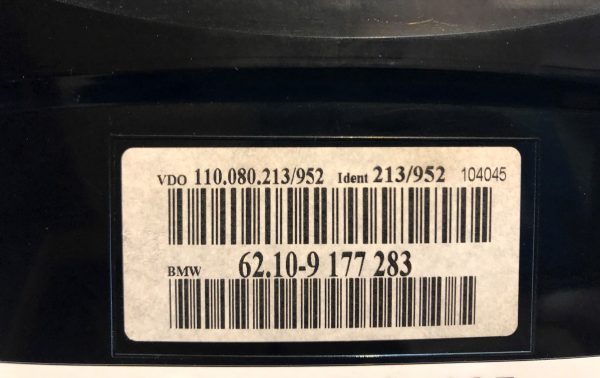 VDO 110.080.213/952 Ident 213/952 104045
BMW 62.10-9 177 283